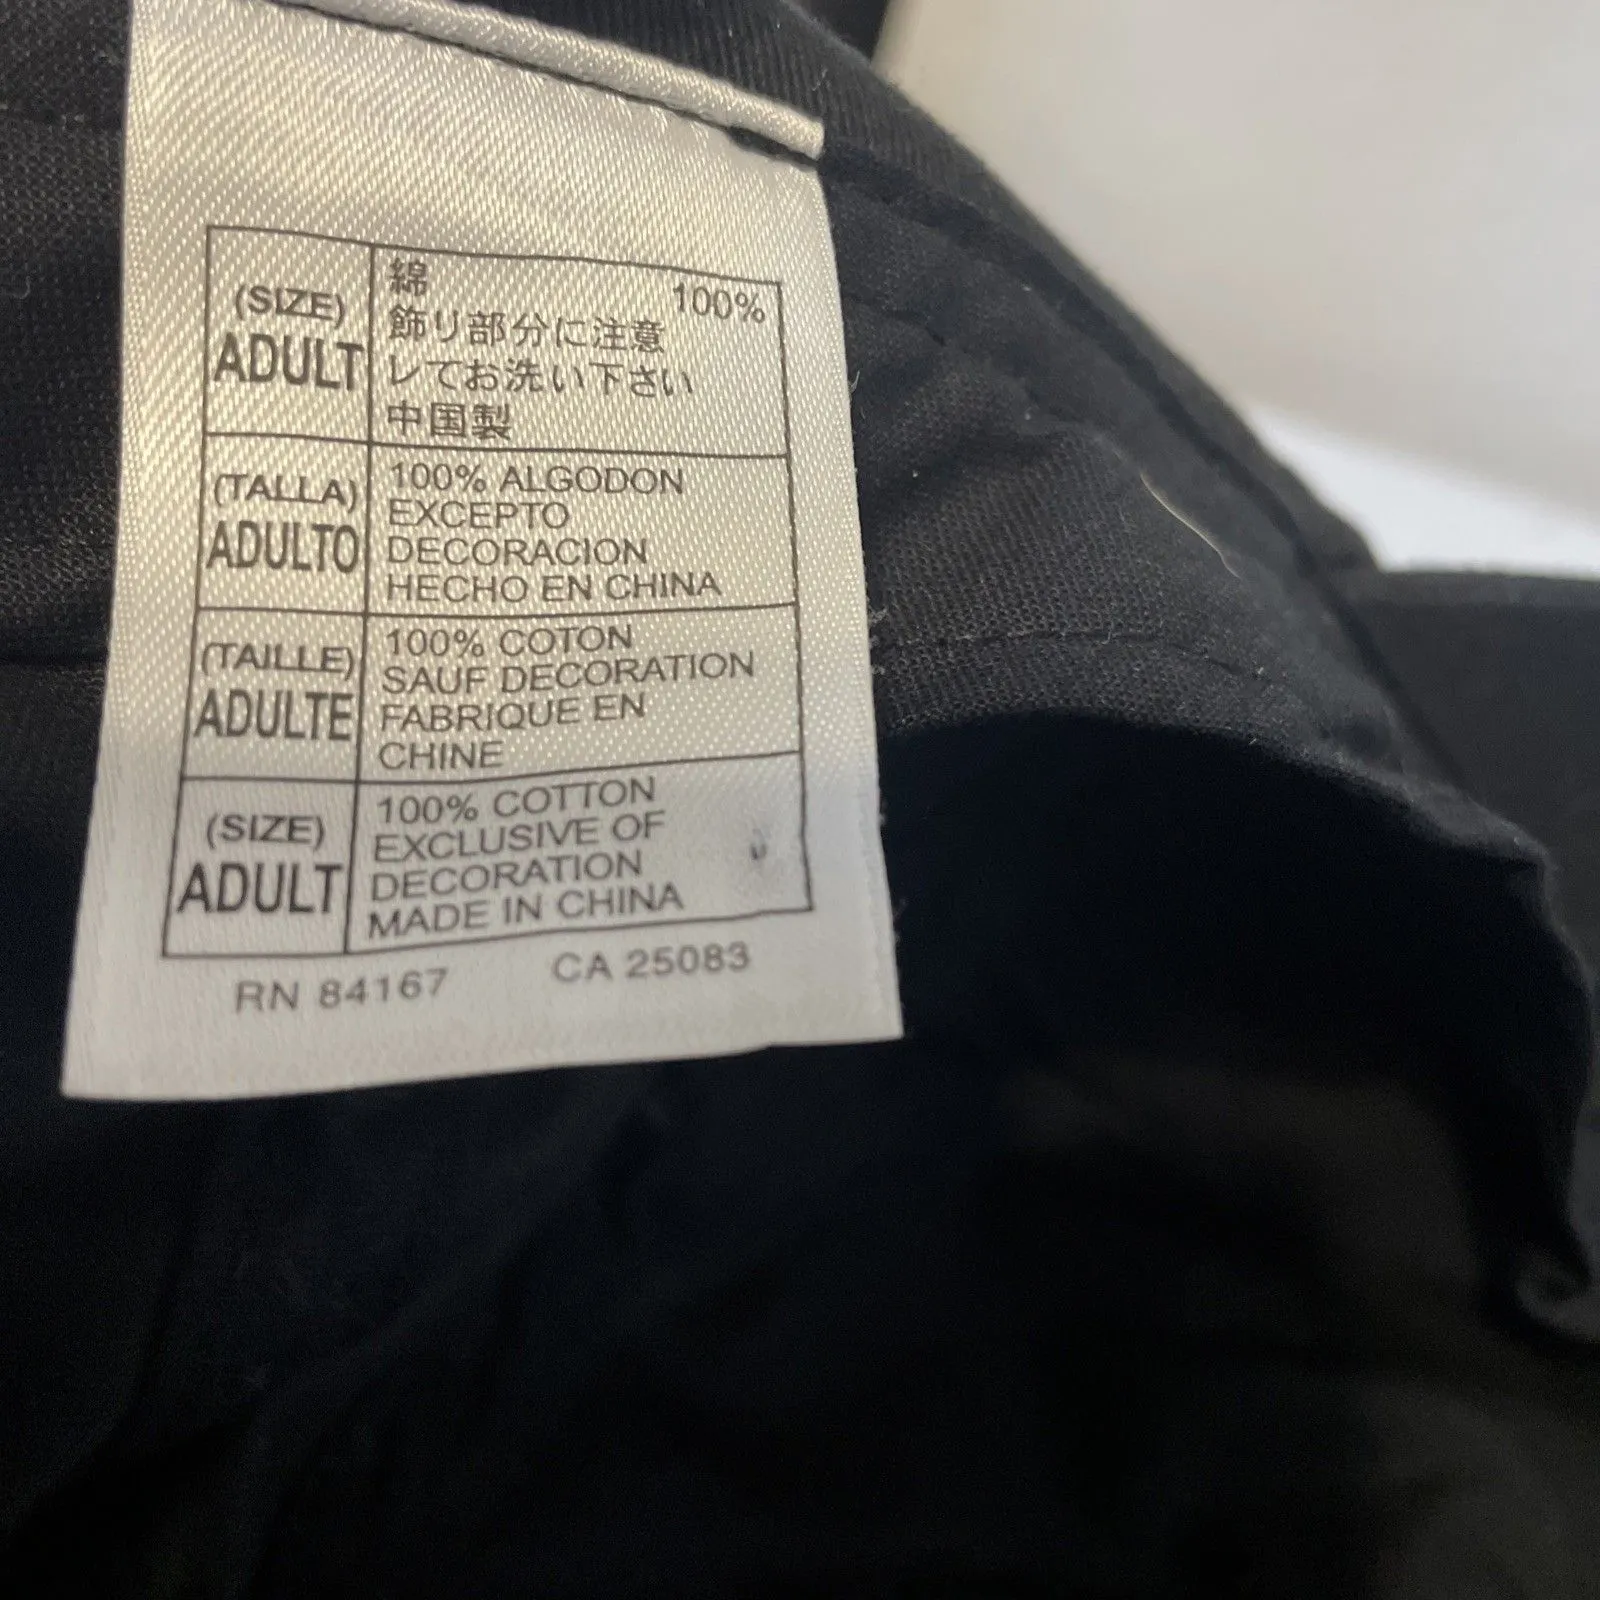 (SIZE)
ADULT
綿 100%
飾り部分に注意
レてお洗い下さい
中国製
(TALLA)
ADULTO
100% ALGODON
EXCEPTO
DECORACION
HECHO EN CHINA
(TAILLE)
ADULTE
100% COTON
SAUF DECORATION
FABRIQUE EN
CHINE
(SIZE)
ADULT
100% COTTON
EXCLUSIVE OF
DECORATION
MADE IN CHINA
RN 84167 CA 25083